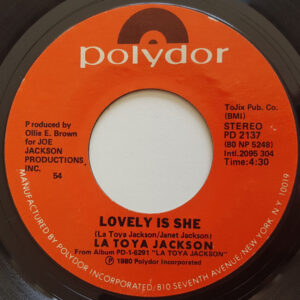 polydor
ToJix Pub. Co.
(BMI)
STEREO
PD 2137
(80 NP 5248)
Intl.2095 304
Time:4:30
Produced by
Ollie E. Brown
for JOE
JACKSON
PRODUCTIONS,
INC.
54
LOVELY IS SHE
(La Toya Jackson/Janet Jackson)
LA TOYA JACKSON
From Album PD-1-6291 "LA TOYA JACKSON"
℗ 1980 Polydor Incorporated
MANUFACTURED BY POLYDOR INCORPORATED: 810 SEVENTH AVENUE/NEW YORK, N.Y. 10019